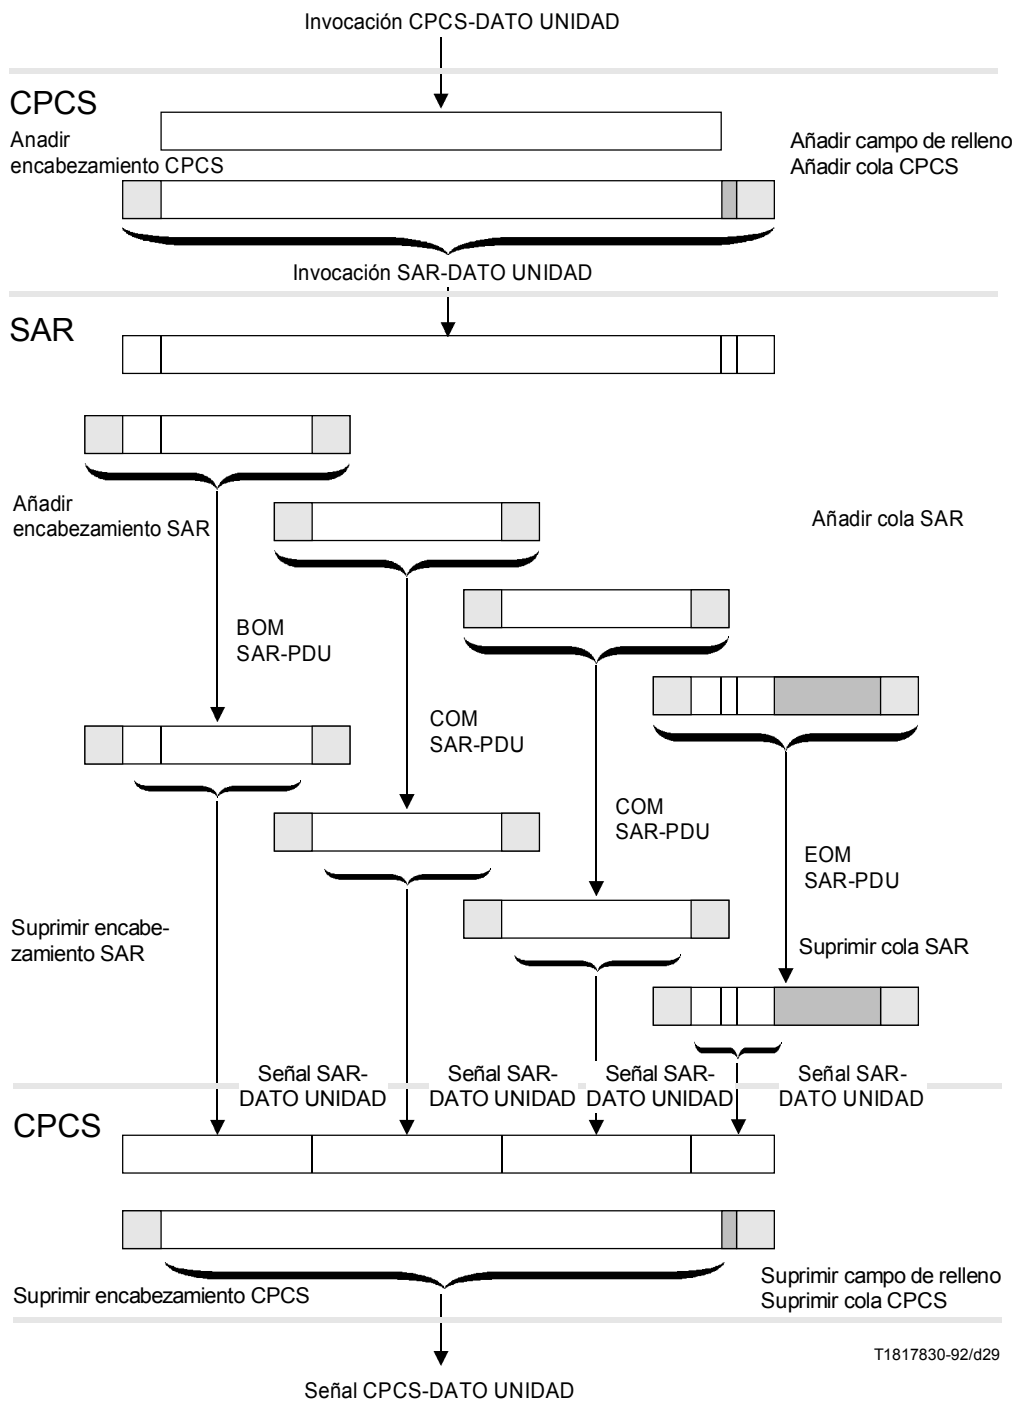 Invocación CPCS-DATO UNIDAD
CPCS
Anadir
encabezamiento CPCS
Añadir campo de relleno
Añadir cola CPCS
Invocación SAR-DATO UNIDAD
SAR
Añadir
encabezamiento SAR
Añadir cola SAR
BOM
SAR-PDU
COM
SAR-PDU
COM
SAR-PDU
EOM
SAR-PDU
Suprimir encabe-
zamiento SAR
Suprimir cola SAR
Señal SAR-
DATO UNIDAD
Señal SAR-
DATO UNIDAD
Señal SAR-
DATO UNIDAD
Señal SAR-
DATO UNIDAD
CPCS
Suprimir encabezamiento CPCS
Suprimir campo de relleno
Suprimir cola CPCS
T1817830-92/d29
Señal CPCS-DATO UNIDAD